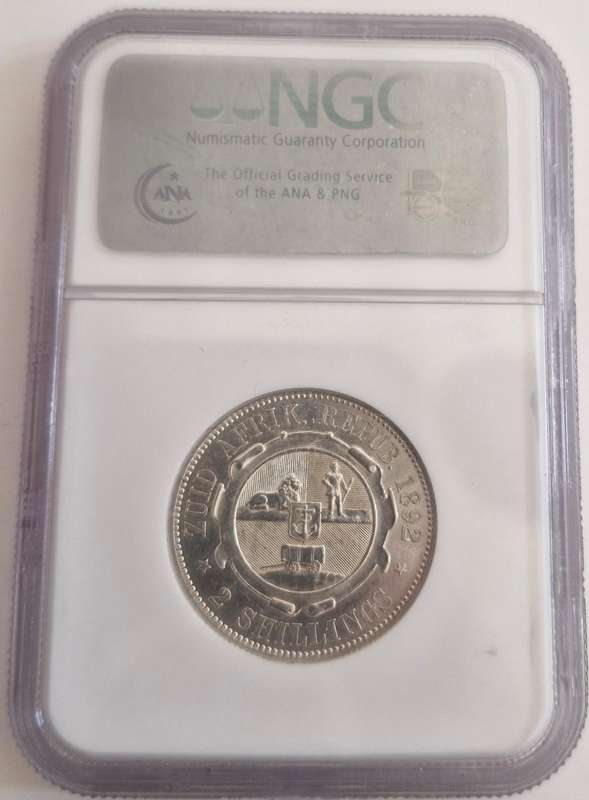 NGC
Numismatic Guaranty Corporation
The Official Grading Service
of the ANA & PNG
ANA
ZUID AFRIK. REPUB. 1892
2 SHILLINGS